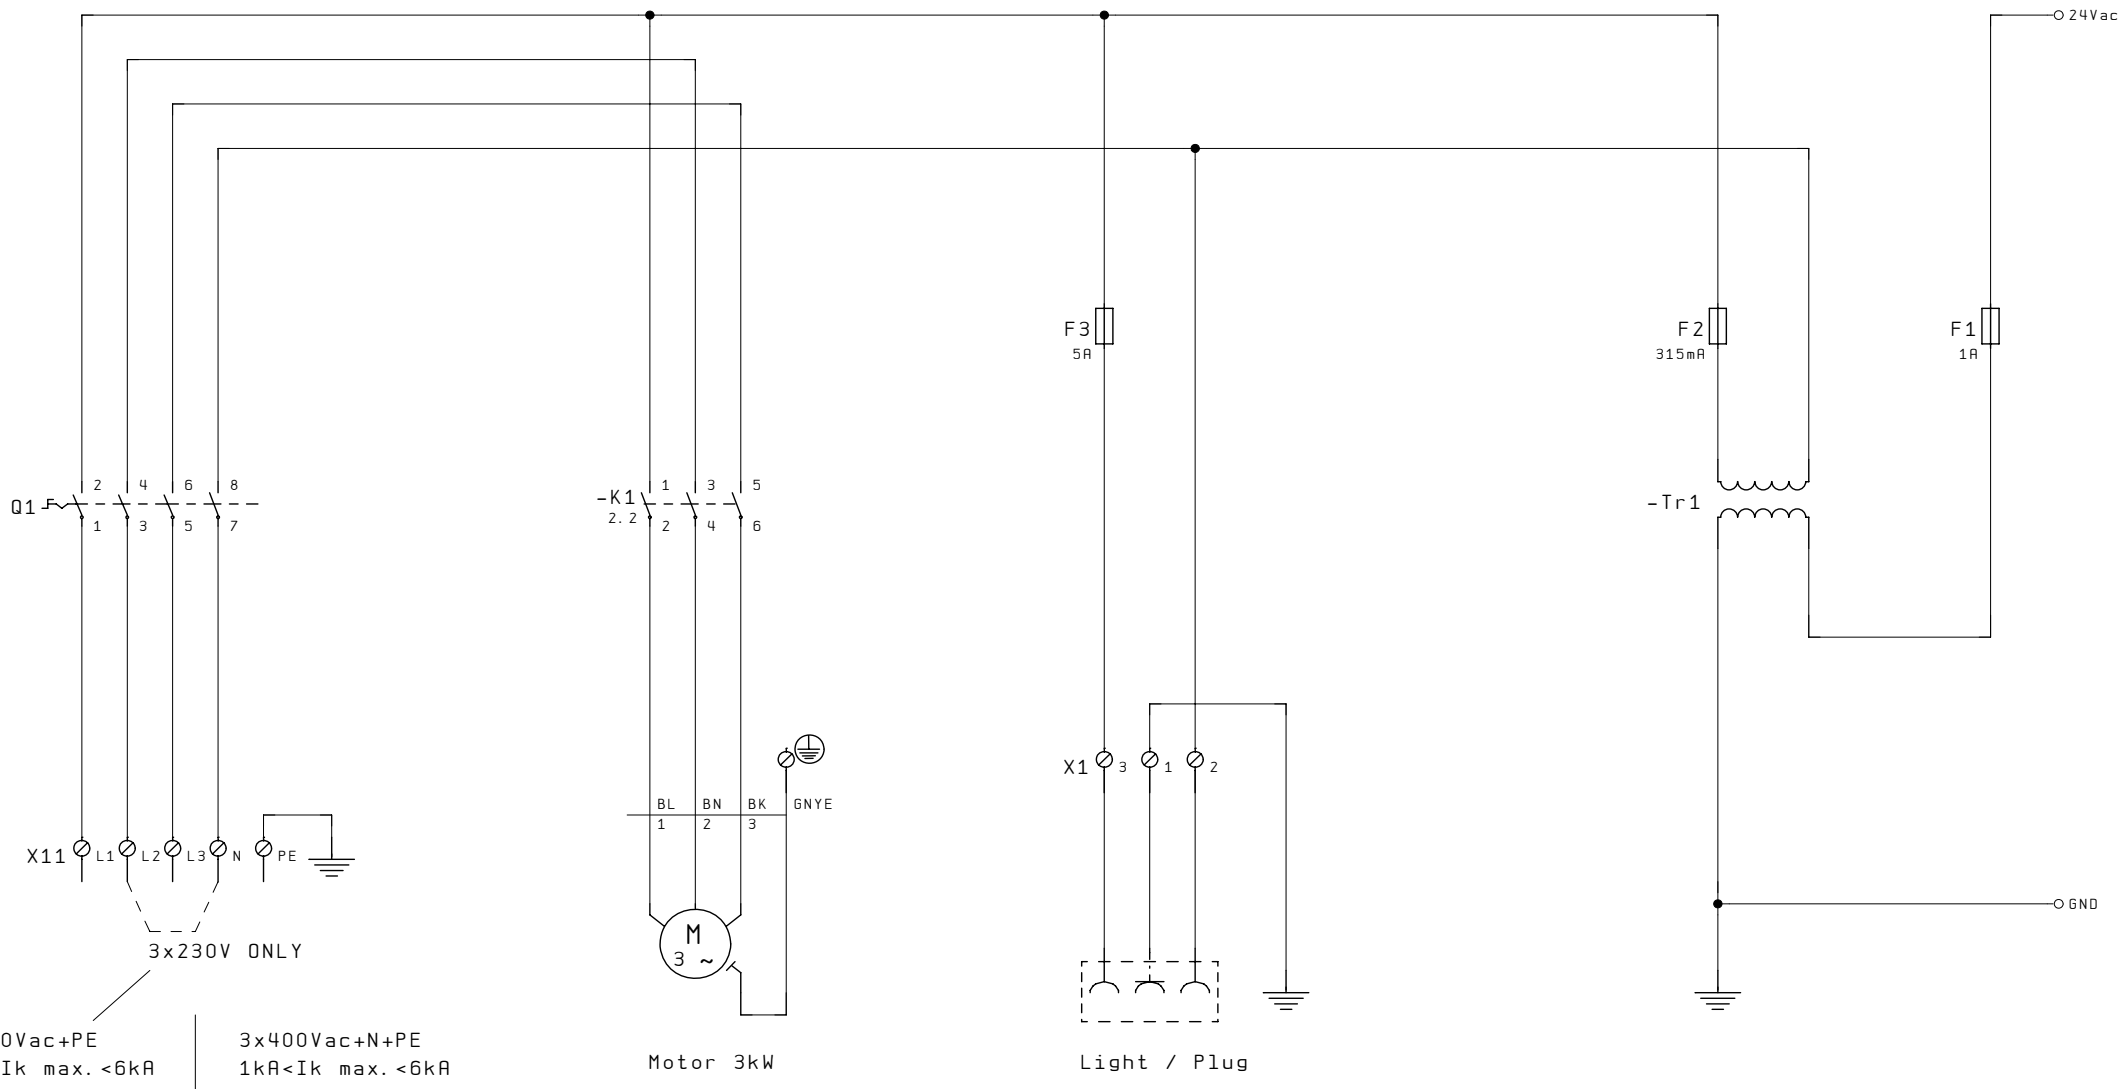 24Vac
F3
5A
F2
315mA
F1
1A
Q1
2 4 6 8
1 3 5 7
-K1
2.2
1 3 5
2 4 6
-Tr1
X1 3 1 2
BL BN BK GNYE
1 2 3
X11 L1 L2 L3 N PE
GND
M
3 ~
3x230V ONLY
0Vac+PE
Ik max.<6kA
3x400Vac+N+PE
1kA<Ik max.<6kA
Motor 3kW
Light / Plug